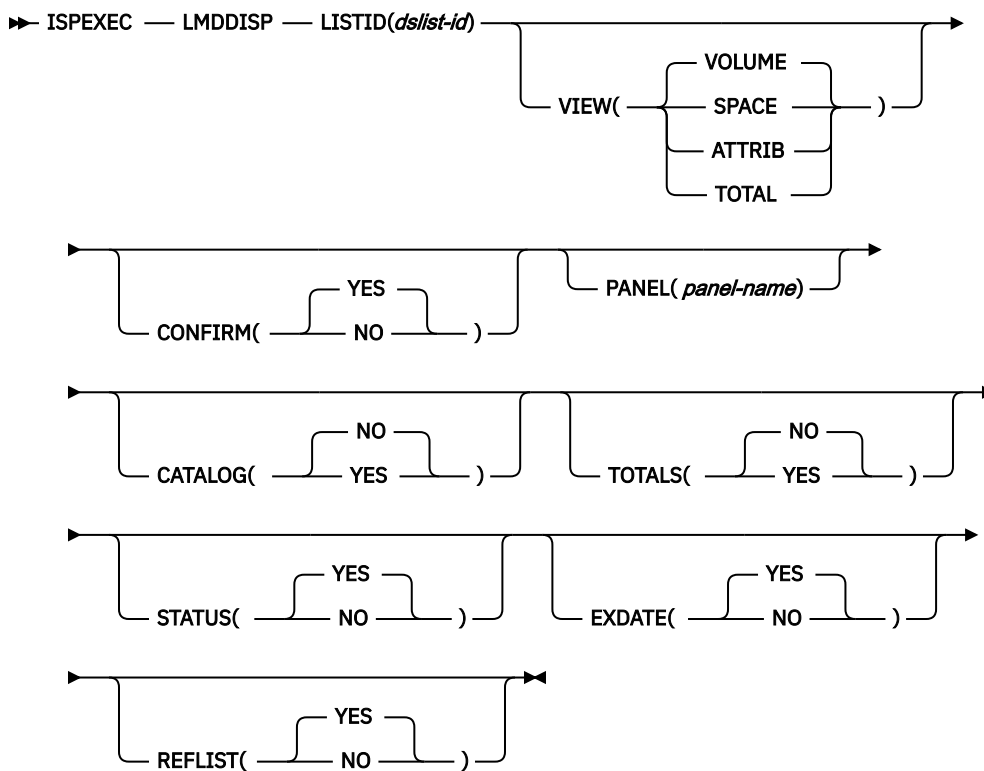 ISPEXEC LMDDISP LISTID(dslist-id)
VOLUME
VIEW( SPACE )
ATTRIB
TOTAL
YES
CONFIRM( NO )
PANEL( panel-name)
NO
CATALOG( YES )
NO
TOTALS( YES )
YES
STATUS( NO )
YES
EXDATE( NO )
YES
REFLIST( NO )